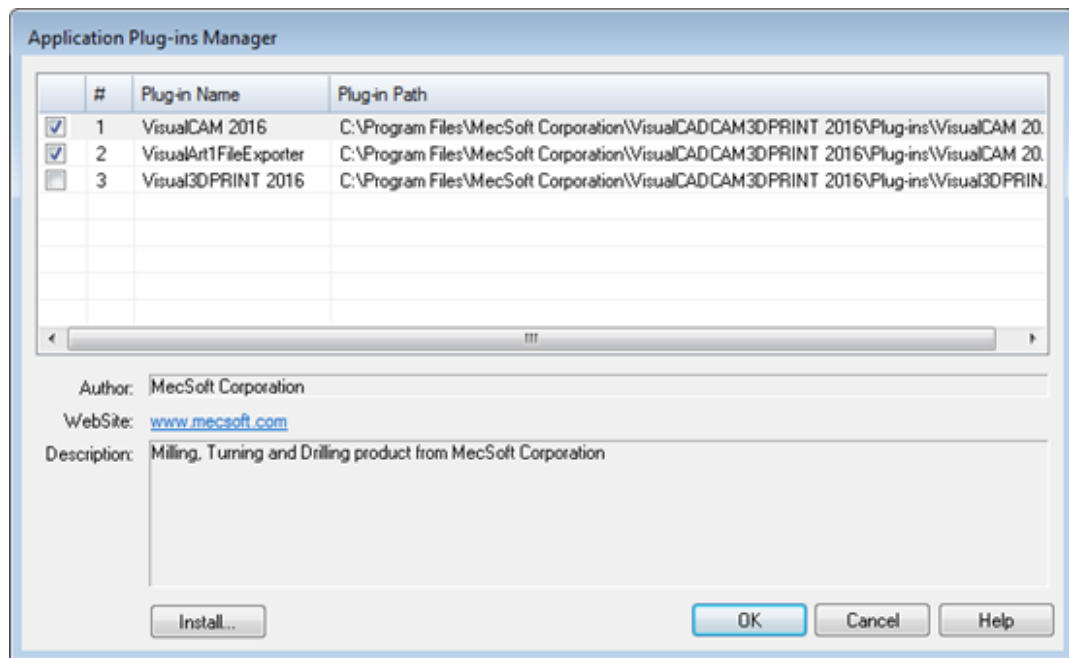 Application Plug-ins Manager
# Plug-in Name Plug-in Path
1 VisualCAM 2016 C:\Program Files\MecSoft Corporation\VisualCADCAM3DPRINT 2016\Plug-ins\VisualCAM 20.
2 VisualArt1FileExporter C:\Program Files\MecSoft Corporation\VisualCADCAM3DPRINT 2016\Plug-ins\VisualCAM 20.
3 Visual3DPRINT 2016 C:\Program Files\MecSoft Corporation\VisualCADCAM3DPRINT 2016\Plug-ins\Visual3DPRIN.
Author: MecSoft Corporation
WebSite: www.mecsoft.com
Description: Milling, Turning and Drilling product from MecSoft Corporation
Install... OK Cancel Help